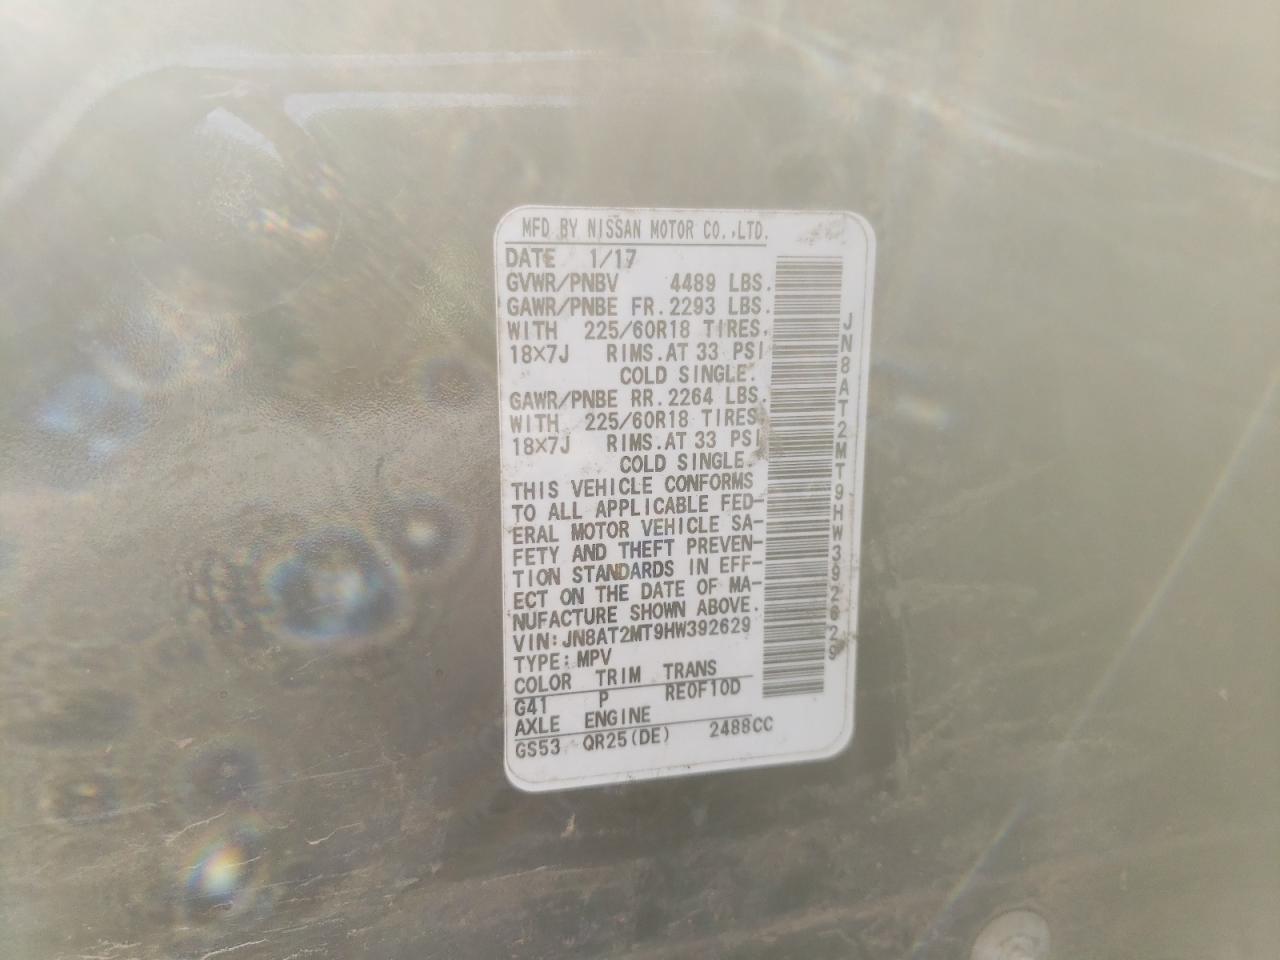 MFD BY NISSAN MOTOR CO.,LTD.
DATE 1/17
GVWR/PNBV 4489 LBS.
GAWR/PNBE FR.2293 LBS.
WITH 225/60R18 TIRES,
18×7J RIMS.AT 33 PSI
COLD SINGLE.
GAWR/PNBE RR.2264 LBS.
WITH 225/60R18 TIRES,
18×7J RIMS.AT 33 PSI
COLD SINGLE.
THIS VEHICLE CONFORMS
TO ALL APPLICABLE FED-
ERAL MOTOR VEHICLE SA-
FETY AND THEFT PREVEN-
TION STANDARDS IN EFF-
ECT ON THE DATE OF MA-
NUFACTURE SHOWN ABOVE.
VIN:JN8AT2MT9HW392629
TYPE:MPV
COLOR TRIM TRANS
G41 P RE0F10D
AXLE ENGINE
GS53 QR25(DE) 2488CC
JN8AT2MT9HW392629